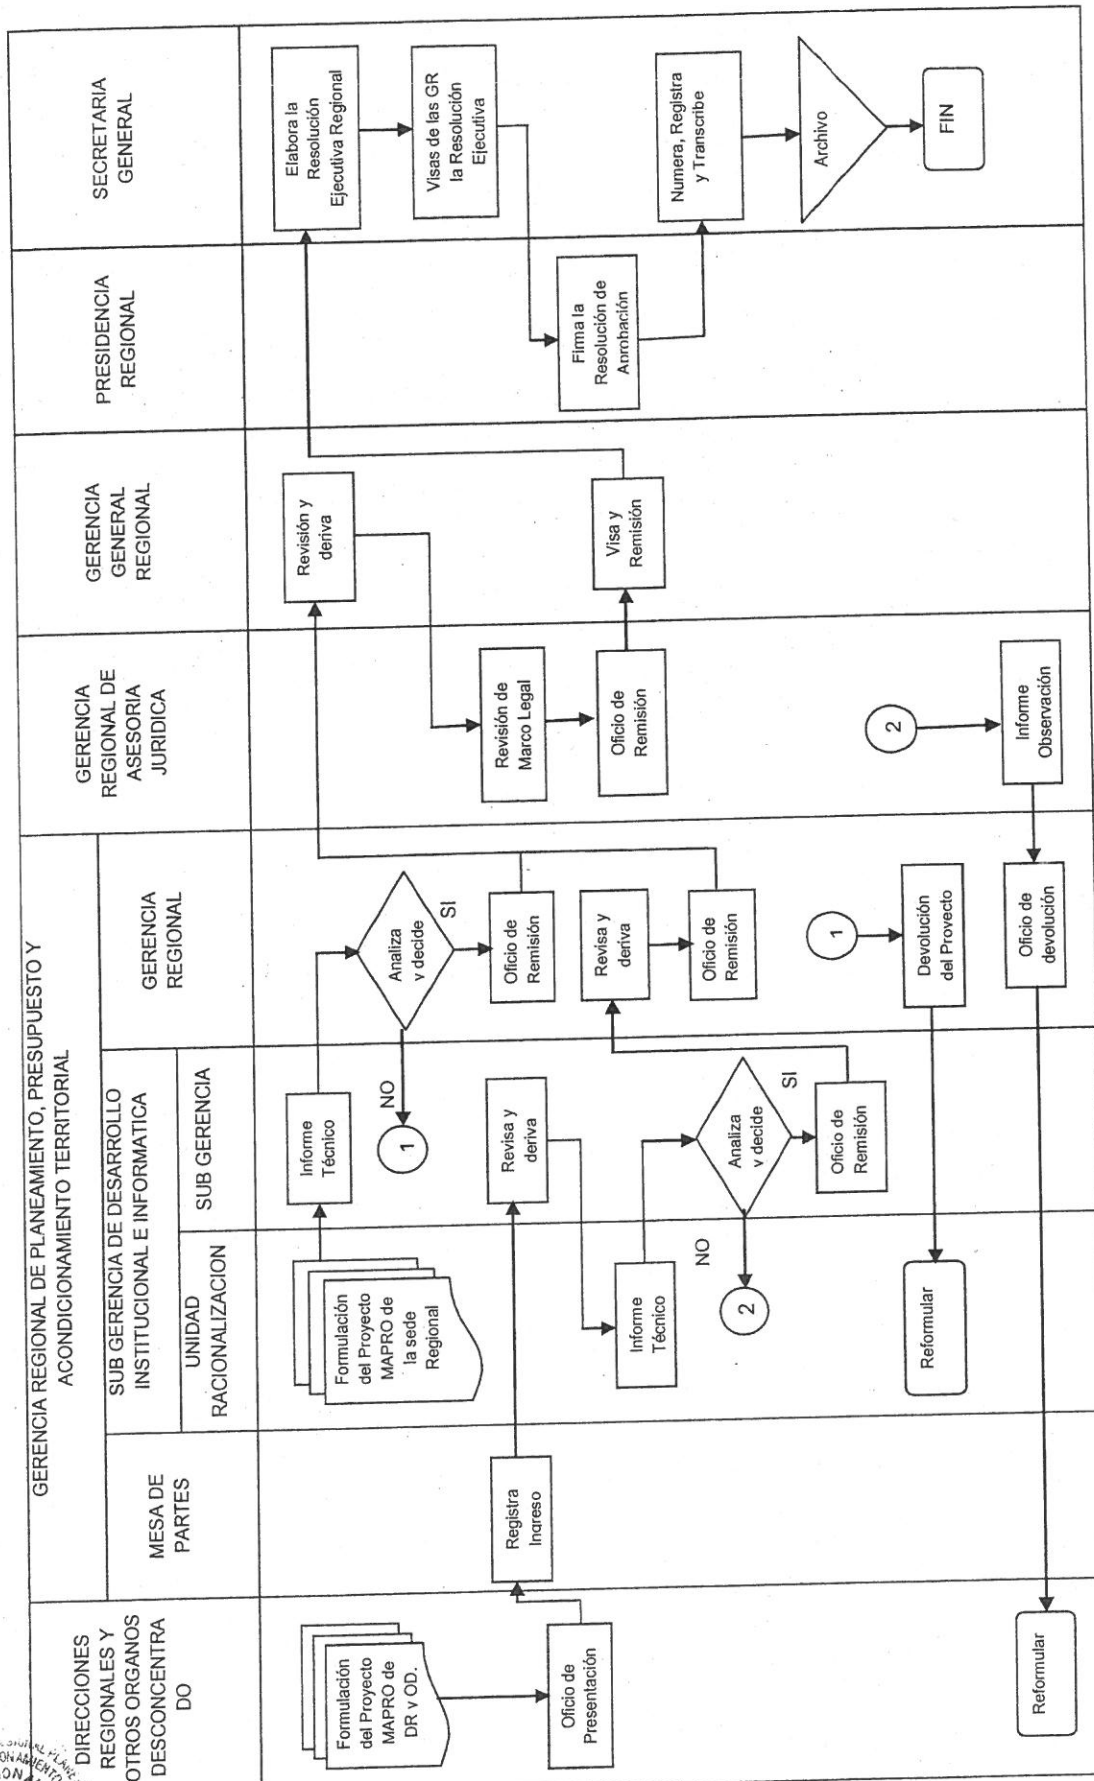 DIRECCIONES
REGIONALES Y
OTROS ORGANOS
DESCONCENTRA
DO
GERENCIA REGIONAL DE PLANEAMIENTO, PRESUPUESTO Y
ACONDICIONAMIENTO TERRITORIAL
MESA DE
PARTES
SUB GERENCIA DE DESARROLLO
INSTITUCIONAL E INFORMATICA
UNIDAD
RACIONALIZACION
SUB GERENCIA
GERENCIA
REGIONAL
GERENCIA
REGIONAL DE
ASESORIA
JURIDICA
GERENCIA
GENERAL
REGIONAL
PRESIDENCIA
REGIONAL
SECRETARIA
GENERAL
Formulación
del Proyecto
MAPRO de
DR y OD.
Oficio de
Presentación
Reformular
Registra
Ingreso
Formulación
del Proyecto
MAPRO de
la sede
Regional
Informe
Técnico
2
NO
Reformular
Informe
Técnico
1
NO
Revisa y
deriva
Analiza
y decide
SI
Oficio de
Remisión
Analiza
y decide
SI
Oficio de
Remisión
Revisa y
deriva
Oficio de
Remisión
1
Devolución
del Proyecto
Oficio de
devolución
Revisión de
Marco Legal
Oficio de
Remisión
2
Informe
Observación
Revisión y
deriva
Visa y
Remisión
Firma la
Resolución de
Aprobación
Elabora la
Resolución
Ejecutiva Regional
Visas de las GR
la Resolución
Ejecutiva
Numera, Registra
y Transcribe
Archivo
FIN